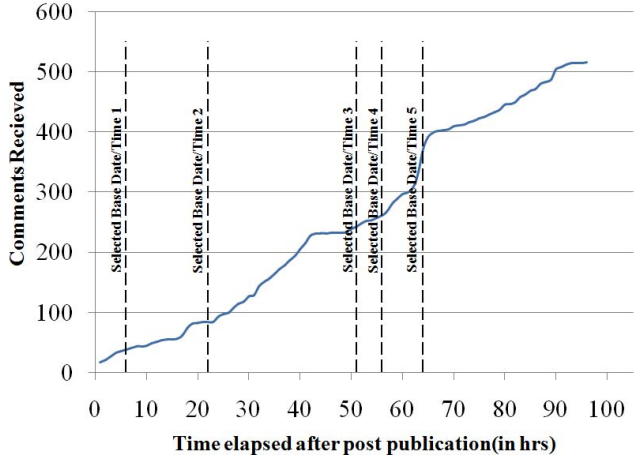 600
500
400
300
200
100
0
Comments Recieved
Selected Base Date/Time 1
Selected Base Date/Time 2
Selected Base Date/Time 3
Selected Base Date/Time 4
Selected Base Date/Time 5
0 10 20 30 40 50 60 70 80 90 100
Time elapsed after post publication(in hrs)